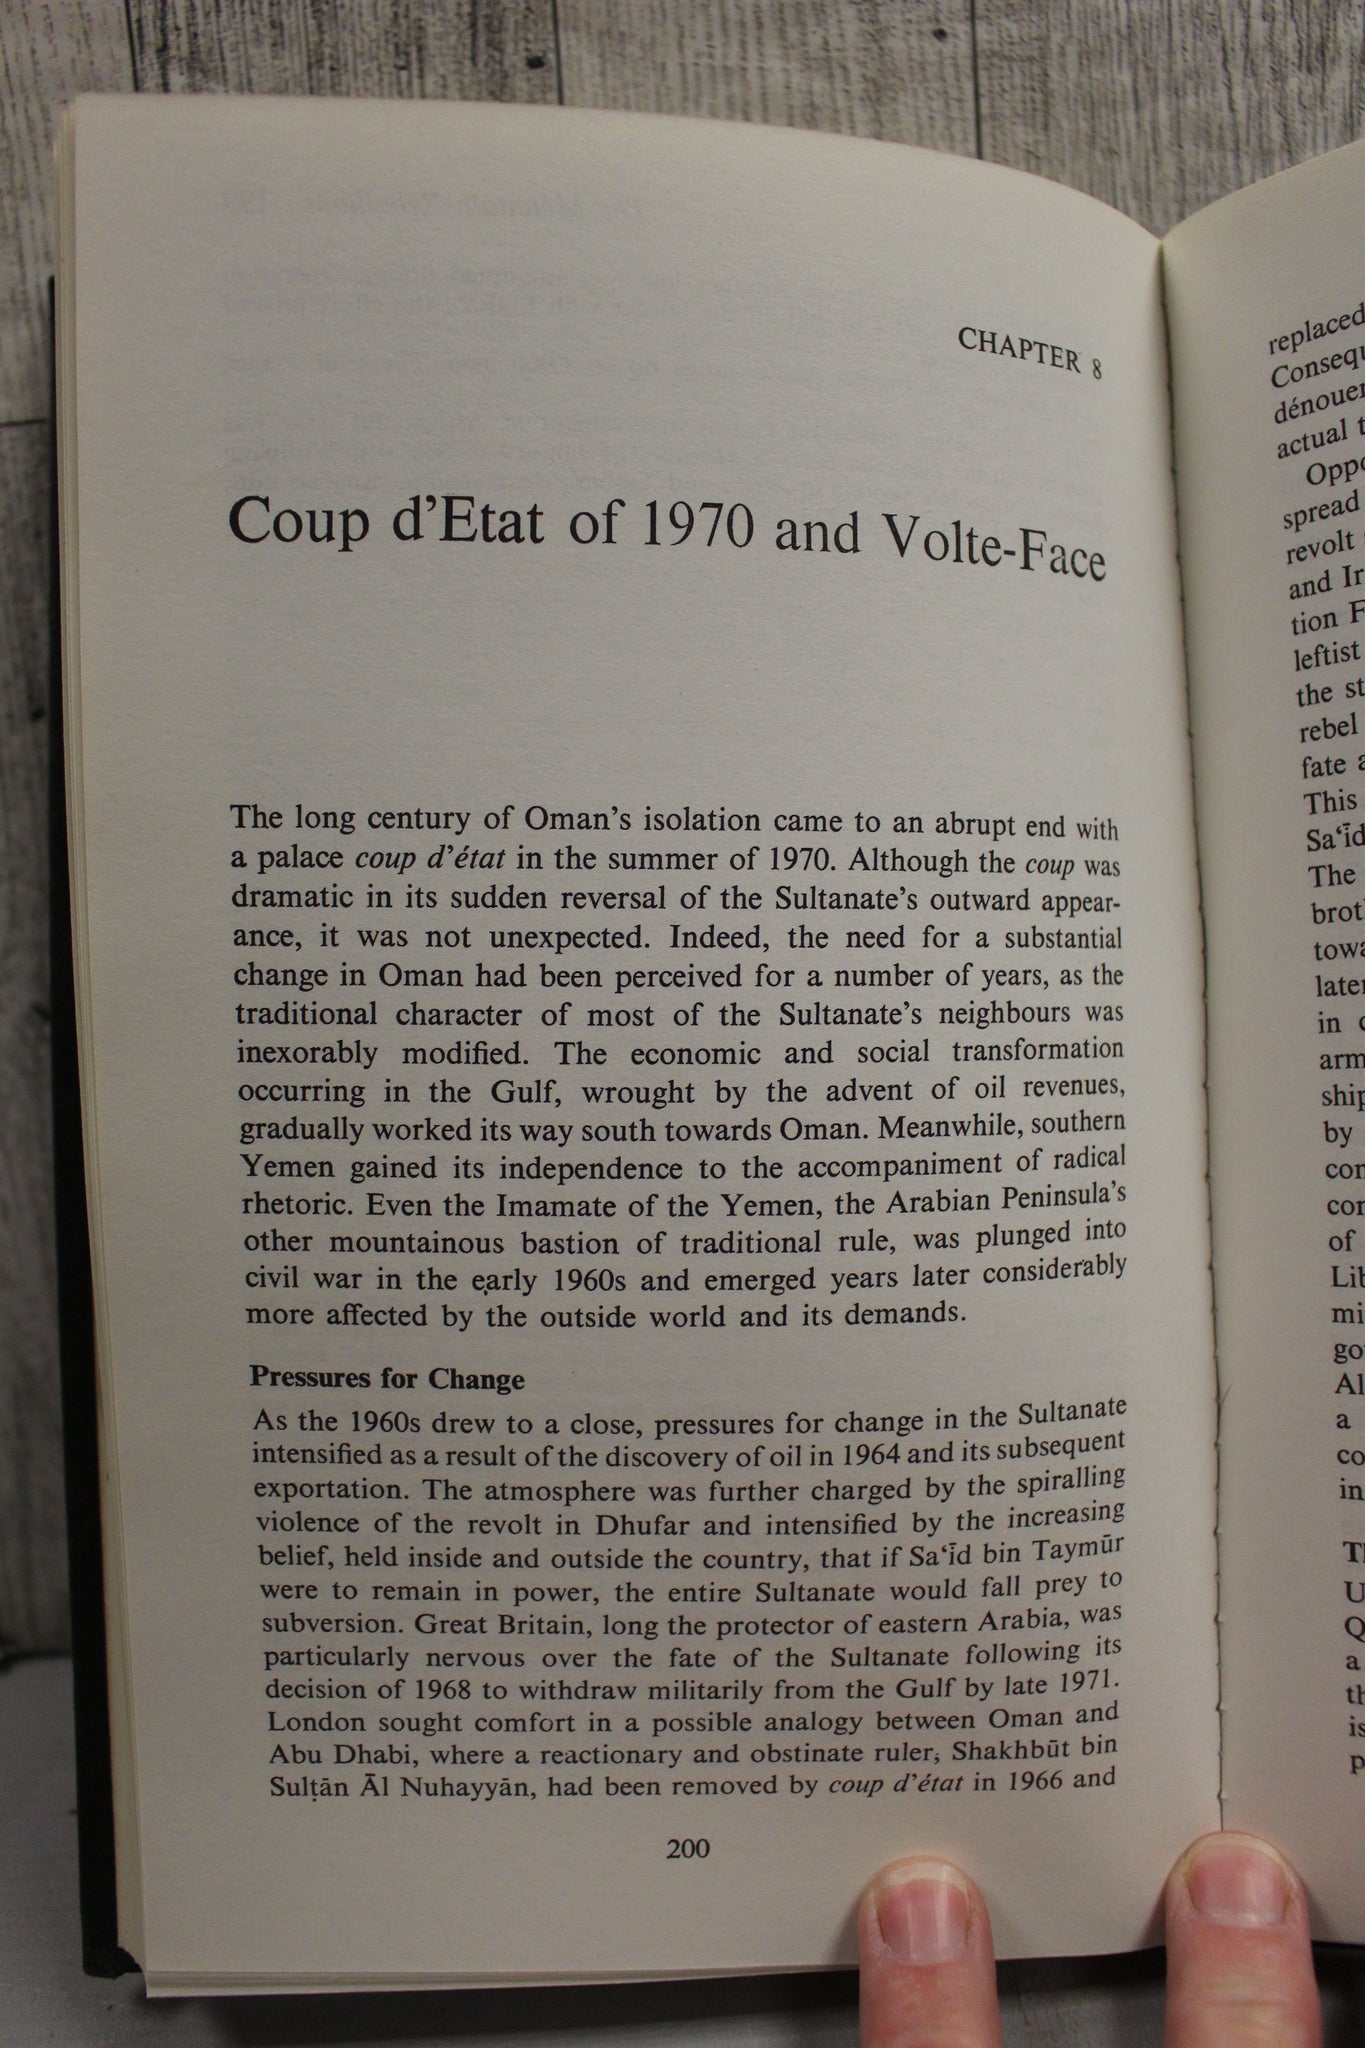 CHAPTER 8
Coup d'Etat of 1970 and Volte-Face
The long century of Oman's isolation came to an abrupt end with
a palace coup d'état in the summer of 1970. Although the coup was
dramatic in its sudden reversal of the Sultanate's outward appear-
ance, it was not unexpected. Indeed, the need for a substantial
change in Oman had been perceived for a number of years, as the
traditional character of most of the Sultanate's neighbours was
inexorably modified. The economic and social transformation
occurring in the Gulf, wrought by the advent of oil revenues,
gradually worked its way south towards Oman. Meanwhile, southern
Yemen gained its independence to the accompaniment of radical
rhetoric. Even the Imamate of the Yemen, the Arabian Peninsula's
other mountainous bastion of traditional rule, was plunged into
civil war in the early 1960s and emerged years later considerably
more affected by the outside world and its demands.
Pressures for Change
As the 1960s drew to a close, pressures for change in the Sultanate
intensified as a result of the discovery of oil in 1964 and its subsequent
exportation. The atmosphere was further charged by the spiralling
violence of the revolt in Dhufar and intensified by the increasing
belief, held inside and outside the country, that if Sa‘īd bin Taymūr
were to remain in power, the entire Sultanate would fall prey to
subversion. Great Britain, long the protector of eastern Arabia, was
particularly nervous over the fate of the Sultanate following its
decision of 1968 to withdraw militarily from the Gulf by late 1971.
London sought comfort in a possible analogy between Oman and
Abu Dhabi, where a reactionary and obstinate ruler, Shakhbūt bin
Sulṭān Āl Nuhayyān, had been removed by coup d'état in 1966 and
200
replaced
actual
spread
revolt
and
tion
leftist
the
rebel
fate
This
Sa‘īd
The
in
by
of
a
a